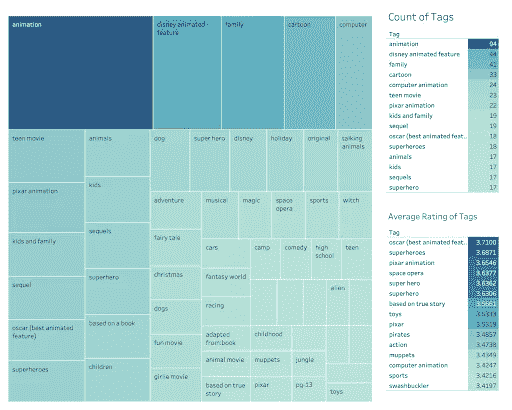 animation
disney animated -
feature
family
cartoon
computer
teen movie
animals
dog
super hero
disney
holiday
original
talking
animals
pixar animation
kids
adventure
musical
magic
space
opera
sports
witch
kids and family
sequels
fairy tale
cars
camp
comedy
high
school
teen
sequel
superhero
christmas
fantasy world
alien
oscar (best animated
feature)
based on a book
dogs
racing
fun movie
adapted
from:book
childhood
superheroes
children
girlie movie
animal movie
muppets
jungle
based on true
story
pixar
pg-13
toys
Count of Tags
Tag
animation 94
disney animated feature 44
family 41
cartoon 33
computer animation 24
teen movie 23
pixar animation 22
kids and family 19
sequel 19
oscar (best animated feat.. 18
superheroes 18
animals 17
kids 17
sequels 17
superhero 17
Average Rating of Tags
Tag
oscar (best animated feat.. 3.7100
superheroes 3.6871
pixar animation 3.6546
space opera 3.6377
super hero 3.6362
superhero 3.6306
based on true story
toys
pixar
pirates 3.4857
action 3.4738
muppets 3.4349
computer animation 3.4247
sports 3.4216
swashbuckler 3.4197